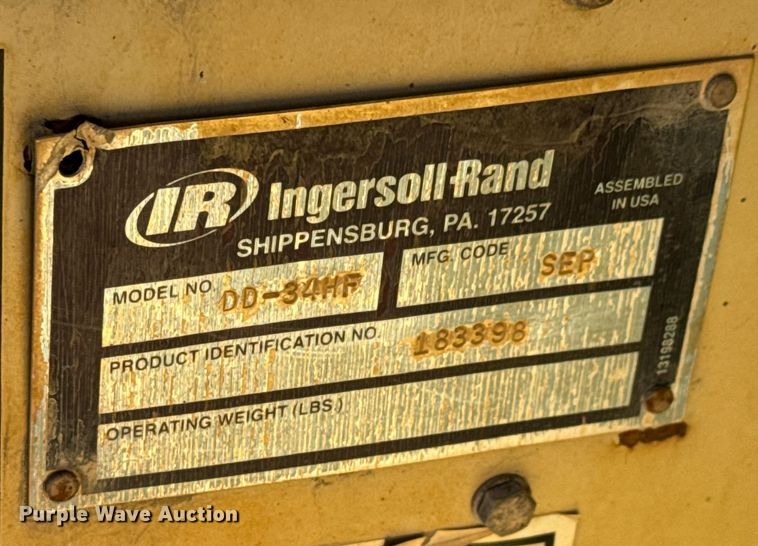 IR Ingersoll-Rand
SHIPPENSBURG, PA. 17257
ASSEMBLED
IN USA
MODEL NO. DD-34HF
MFG. CODE SEP
PRODUCT IDENTIFICATION NO. 183398
OPERATING WEIGHT (LBS.)
13198288
Purple Wave Auction